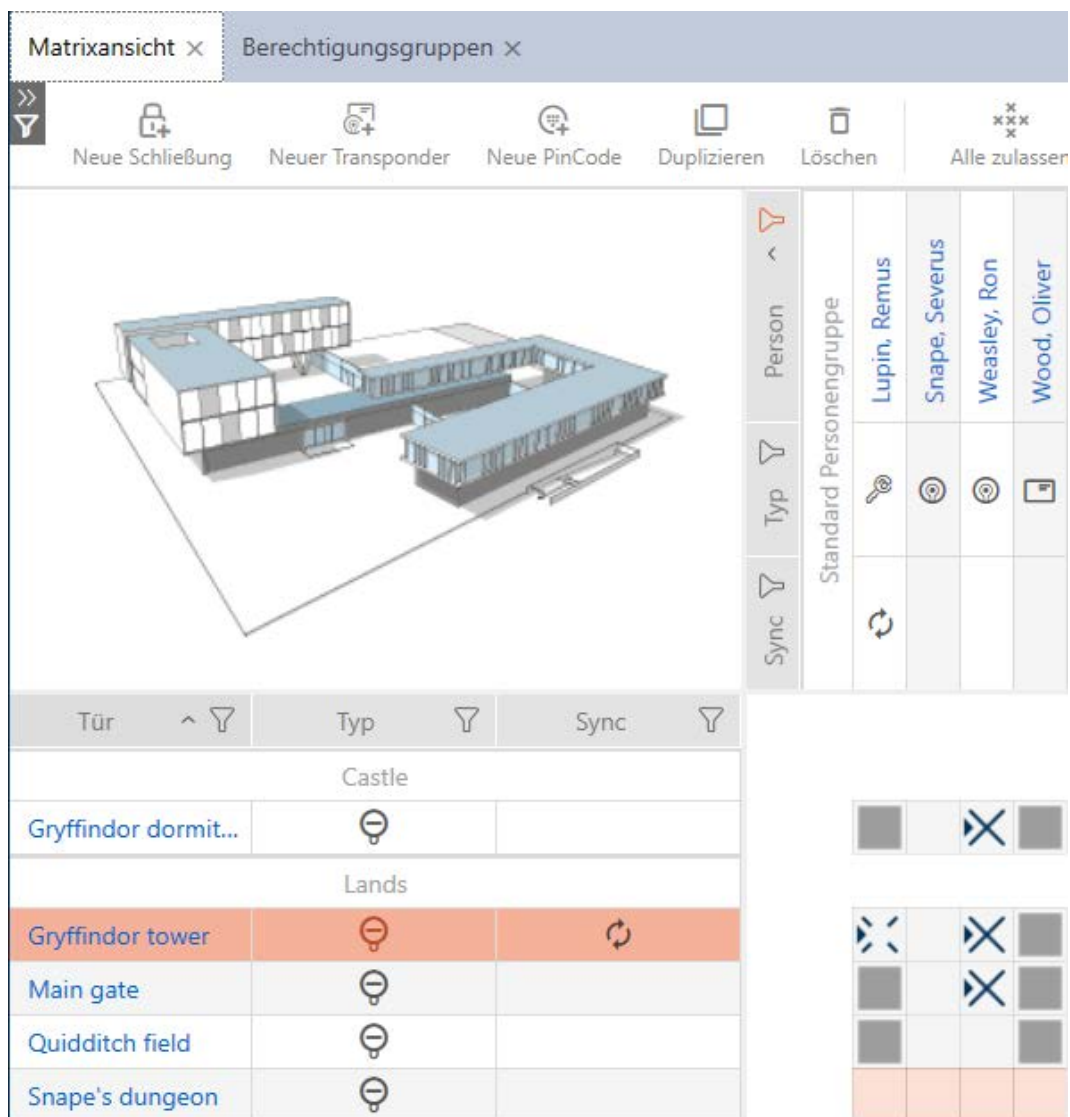 Matrixansicht
Berechtigungsgruppen
Neue Schließung
Neuer Transponder
Neue PinCode
Duplizieren
Löschen
Alle zulassen
Person
Typ
Sync
Standard Personengruppe
Lupin, Remus
Snape, Severus
Weasley, Ron
Wood, Oliver
Tür
Typ
Sync
Castle
Gryffindor dormit...
Lands
Gryffindor tower
Main gate
Quidditch field
Snape's dungeon